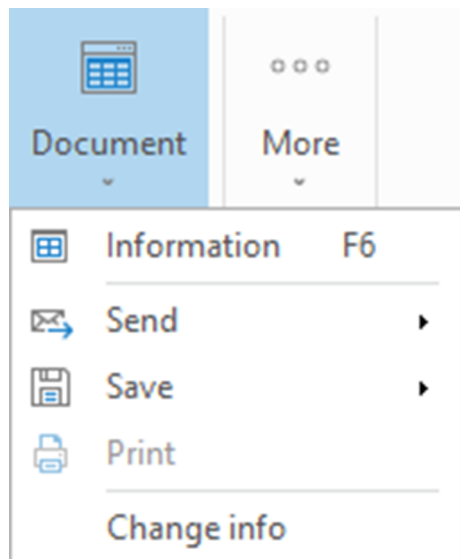 Document More
Information F6
Send
Save
Print
Change info